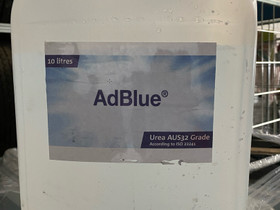 10 litres
AdBlue®
Urea AUS32 Grade
According to ISO 22241